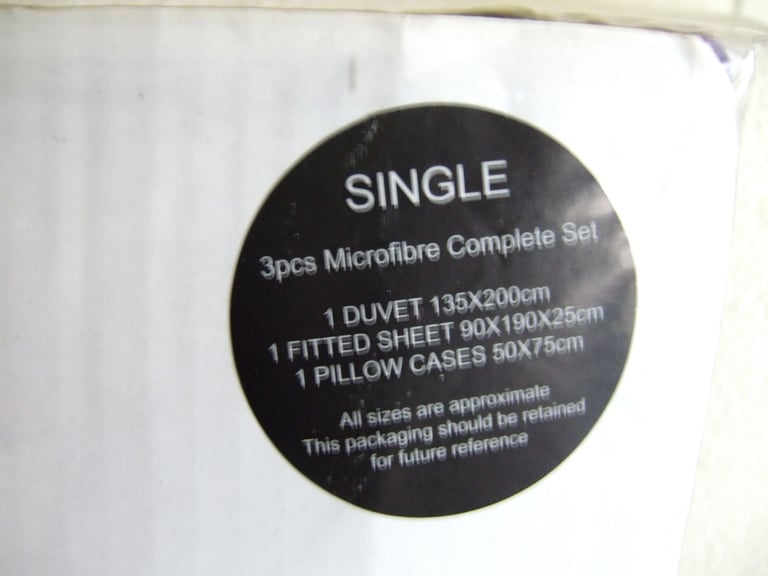 SINGLE
3pcs Microfibre Complete Set
1 DUVET 135X200cm
1 FITTED SHEET 90X190X25cm
1 PILLOW CASES 50X75cm
All sizes are approximate
This packaging should be retained
for future reference